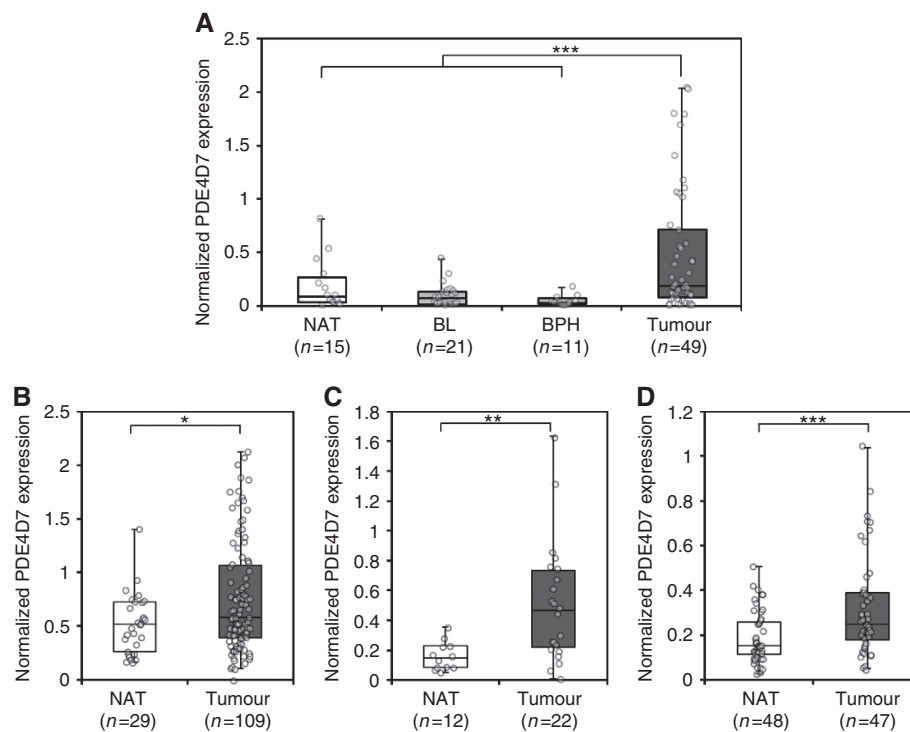 A
Normalized PDE4D7 expression
2.5
2
1.5
1
0.5
0
***
NAT BL BPH Tumour
(n=15) (n=21) (n=11) (n=49)
B
Normalized PDE4D7 expression
2.5
2
1.5
1
0.5
0
*
NAT Tumour
(n=29) (n=109)
C
Normalized PDE4D7 expression
1.8
1.6
1.4
1.2
1
0.8
0.6
0.4
0.2
0
**
NAT Tumour
(n=12) (n=22)
D
Normalized PDE4D7 expression
1.2
1
0.8
0.6
0.4
0.2
0
***
NAT Tumour
(n=48) (n=47)